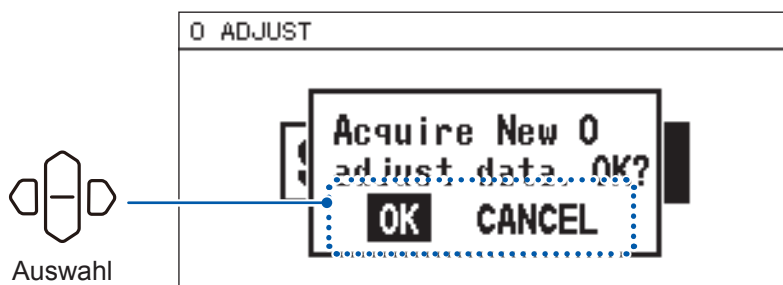 0 ADJUST
Acquire New 0
adjust data. OK?
OK CANCEL
Auswahl